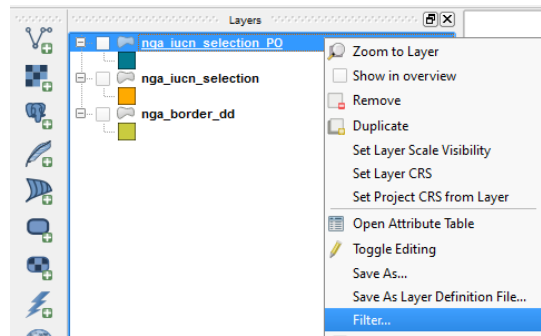 Layers
nga_iucn_selection_PO
nga_iucn_selection
nga_border_dd
Zoom to Layer
Show in overview
Remove
Duplicate
Set Layer Scale Visibility
Set Layer CRS
Set Project CRS from Layer
Open Attribute Table
Toggle Editing
Save As...
Save As Layer Definition File...
Filter...